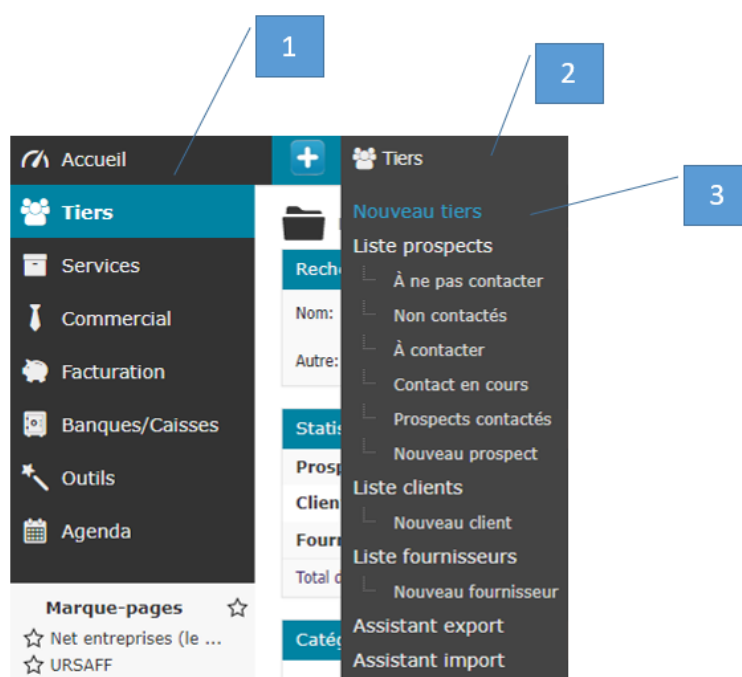 1
2
3
Accueil
Tiers
Services
Commercial
Facturation
Banques/Caisses
Outils
Agenda
Marque-pages
Net entreprises (le ...
URSAFF
Nom:
Autre:
Total
Tiers
Nouveau tiers
Liste prospects
À ne pas contacter
Non contactés
À contacter
Contact en cours
Prospects contactés
Nouveau prospect
Liste clients
Nouveau client
Liste fournisseurs
Nouveau fournisseur
Assistant export
Assistant import